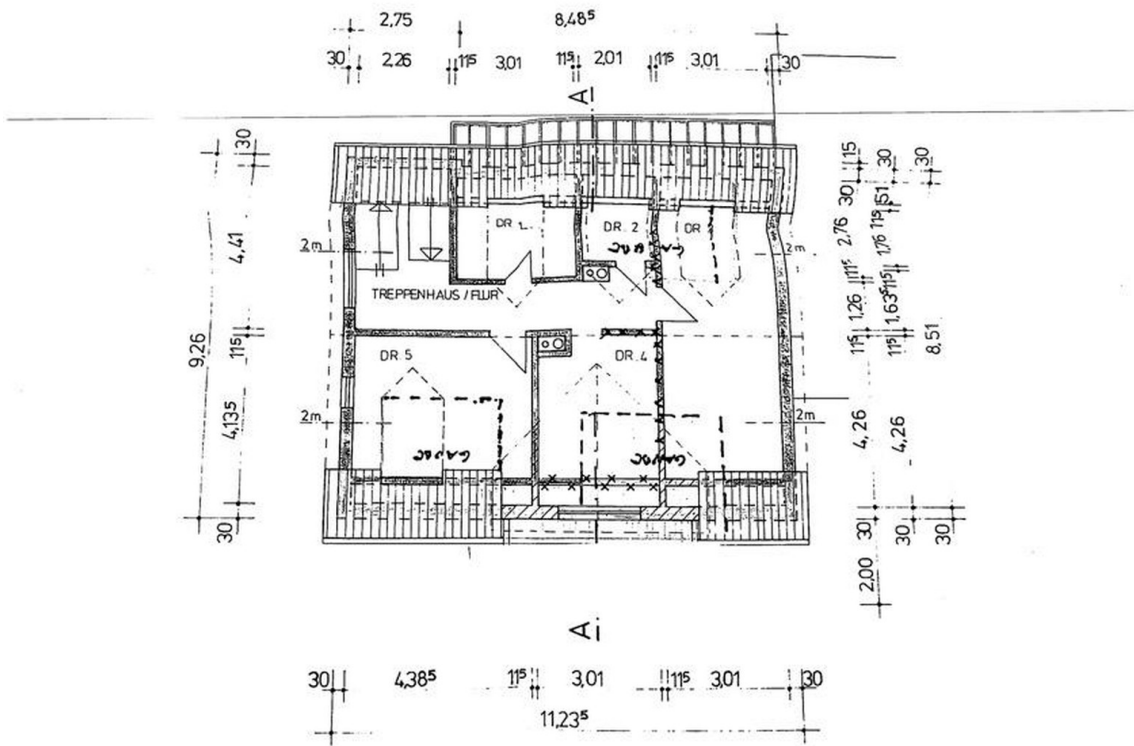 2,75 8,48⁵
30 2,26 11⁵ 3,01 11⁵ 2,01 11⁵ 3,01 30
A
30
4,41
11⁵
4,13⁵
30
9,26
2m
2m
DR. 1
DR. 2
DR
TREPPENHAUS / FLUR
DR. 5
DR. 4
2m
2m
15
30
2,76
11⁵
1,26
11⁵
4,26
30
2,00
30
51
11⁵
1,76
11⁵
1,63⁵
11⁵
4,26
30
30
8,51
30
A
30 4,38⁵ 11⁵ 3,01 11⁵ 3,01 30
11,23⁵